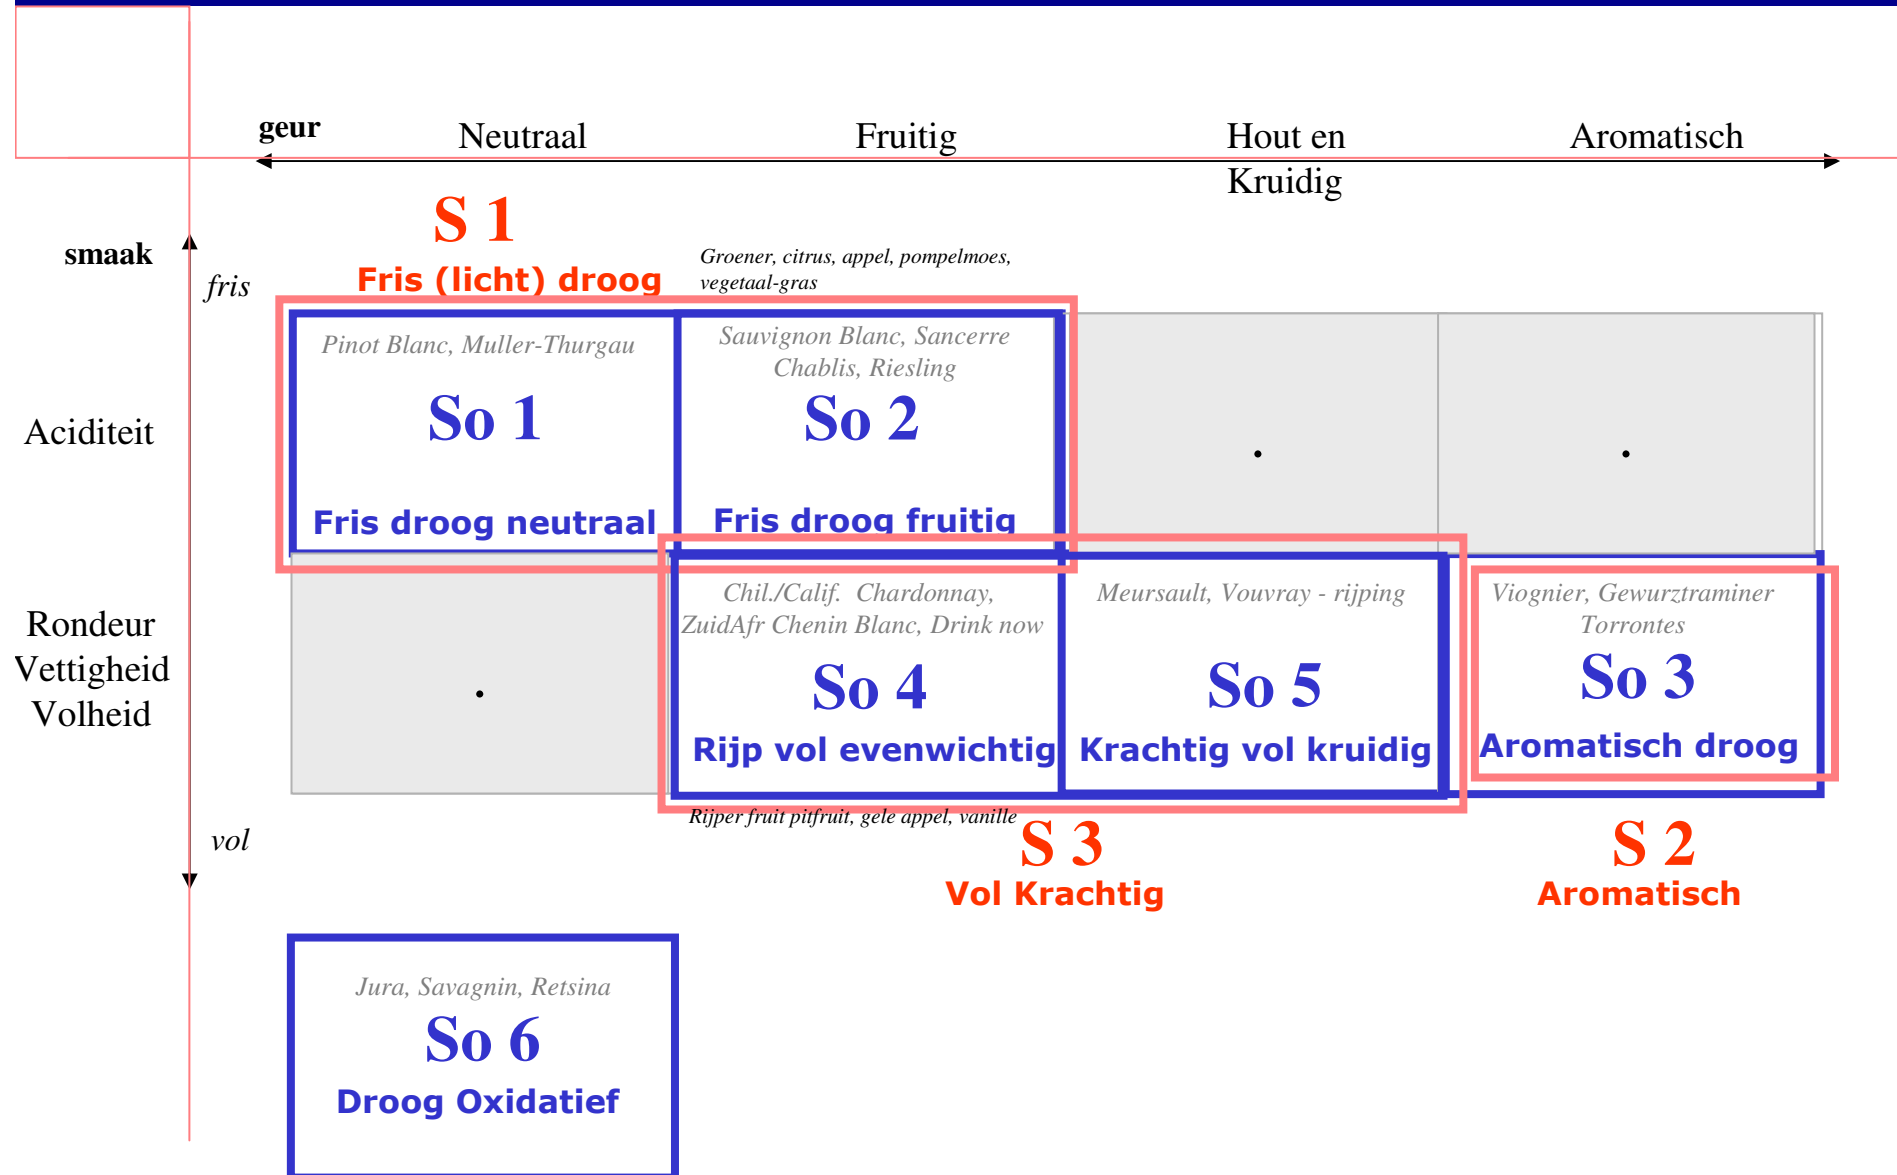 geur
Neutraal
Fruitig
Hout en
Kruidig
Aromatisch
smaak
fris
S 1
Fris (licht) droog
Groener, citrus, appel, pompelmoes,
vegetaal-gras
Aciditeit
Pinot Blanc, Muller-Thurgau
So 1
Fris droog neutraal
Sauvignon Blanc, Sancerre
Chablis, Riesling
So 2
Fris droog fruitig
.
.
Rondeur
Vettigheid
Volheid
.
Chil./Calif.  Chardonnay,
ZuidAfr Chenin Blanc, Drink now
So 4
Rijp vol evenwichtig
Meursault, Vouvray - rijping
So 5
Krachtig vol kruidig
Viognier, Gewurztraminer
Torrontes
So 3
Aromatisch droog
vol
Rijper fruit pitfruit, gele appel, vanille
S 3
Vol Krachtig
S 2
Aromatisch
Jura, Savagnin, Retsina
So 6
Droog Oxidatief